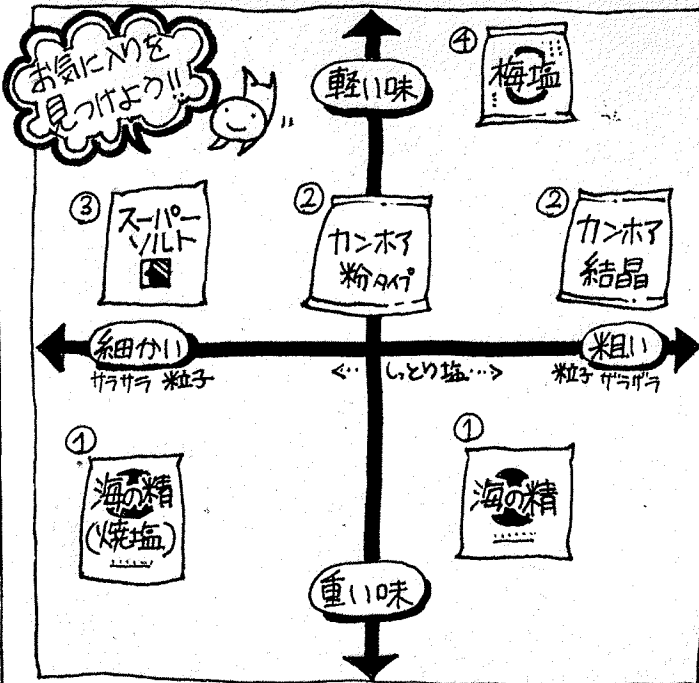 お気に入りを
見つけよう!!
軽い味
④
梅塩
③
スーパー
ソルト
②
カンホア
粉タイプ
②
カンホア
結晶
細かい
サラサラ 粒子
<‥ しっとり塩…>
粗い
粒子 ザラザラ
①
海の精
(焼塩)
①
海の精
重い味